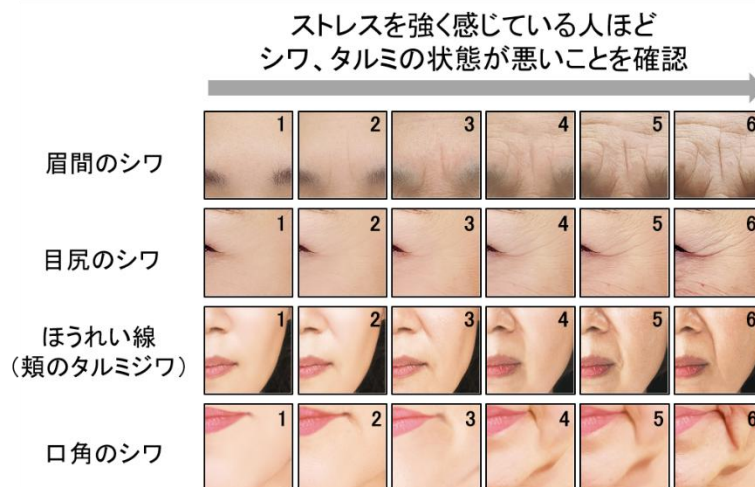 ストレスを強く感じている人ほど
シワ、タルミの状態が悪いことを確認
眉間のシワ
1 2 3 4 5 6
目尻のシワ
1 2 3 4 5 6
ほうれい線
(頬のタルミジワ)
1 2 3 4 5 6
口角のシワ
1 2 3 4 5 6